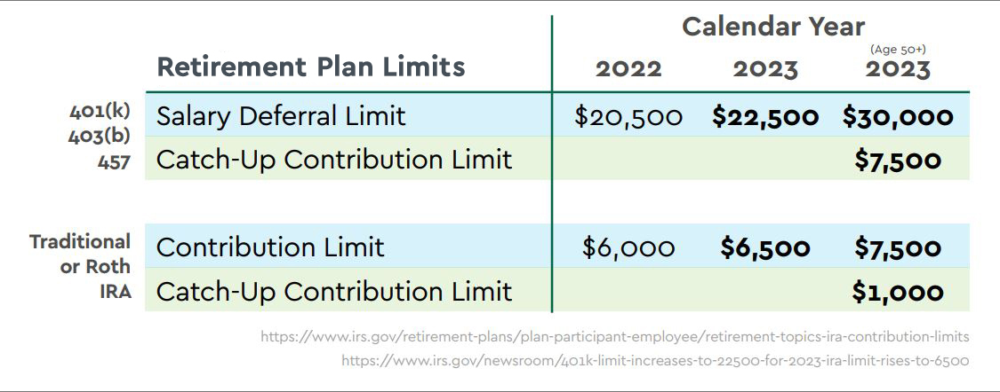 Calendar Year
(Age 50+)
Retirement Plan Limits 2022 2023 2023
401(k)
403(b)
457
Salary Deferral Limit $20,500 $22,500 $30,000
Catch-Up Contribution Limit $7,500
Traditional
or Roth
IRA
Contribution Limit $6,000 $6,500 $7,500
Catch-Up Contribution Limit $1,000
https://www.irs.gov/retirement-plans/plan-participant-employee/retirement-topics-ira-contribution-limits
https://www.irs.gov/newsroom/401k-limit-increases-to-22500-for-2023-ira-limit-rises-to-6500